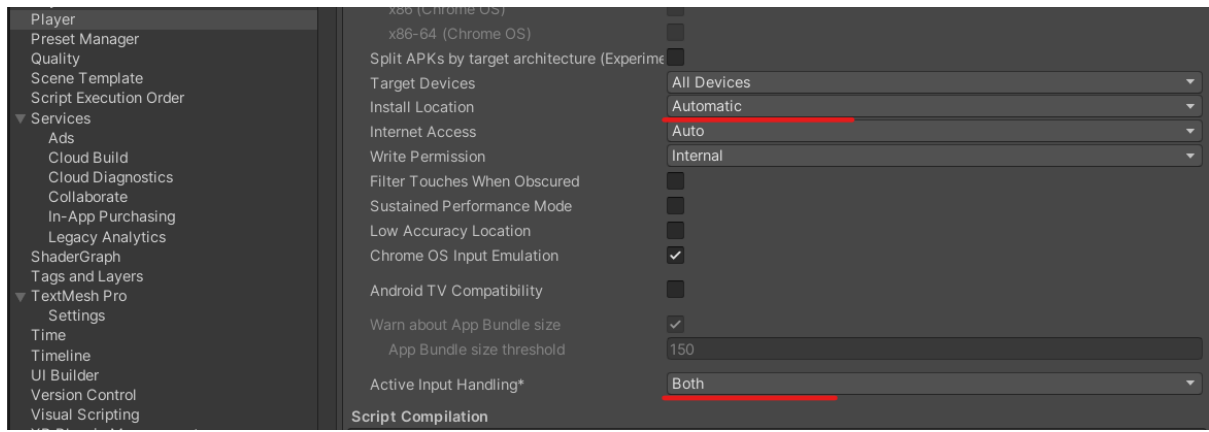 Player
Preset Manager
Quality
Scene Template
Script Execution Order
Services
Ads
Cloud Build
Cloud Diagnostics
Collaborate
In-App Purchasing
Legacy Analytics
ShaderGraph
Tags and Layers
TextMesh Pro
Settings
Time
Timeline
UI Builder
Version Control
Visual Scripting
x86 (Chrome OS)
x86-64 (Chrome OS)
Split APKs by target architecture (Experime
Target Devices All Devices
Install Location Automatic
Internet Access Auto
Write Permission Internal
Filter Touches When Obscured
Sustained Performance Mode
Low Accuracy Location
Chrome OS Input Emulation
Android TV Compatibility
Warn about App Bundle size
App Bundle size threshold 150
Active Input Handling* Both
Script Compilation